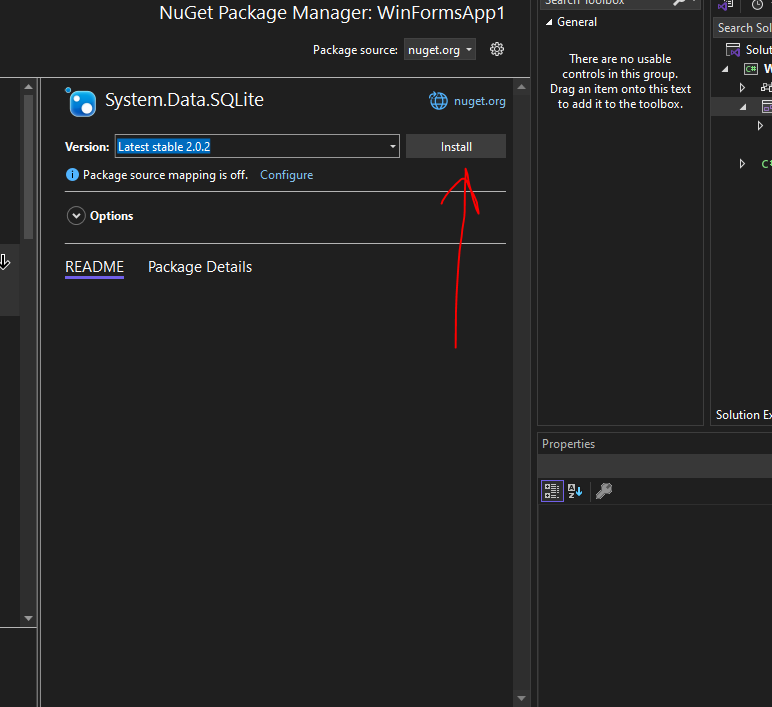 NuGet Package Manager: WinFormsApp1
Package source: nuget.org
System.Data.SQLite
nuget.org
Version: Latest stable 2.0.2
Install
Package source mapping is off. Configure
Options
README
Package Details
Search Toolbox
General
There are no usable
controls in this group.
Drag an item onto this text
to add it to the toolbox.
Search Sol
Solut
C# W
C#
Solution Ex
Properties